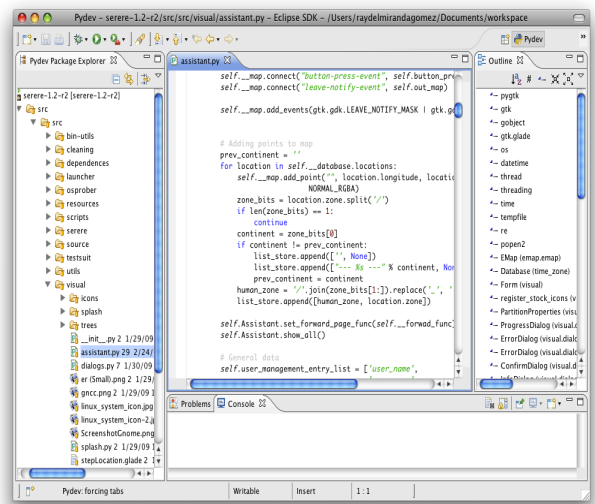 Pydev – serere-1.2-r2/src/src/visual/assistant.py – Eclipse SDK – /Users/raydelmirandagomez/Documents/workspace
Pydev
Pydev Package Explorer
serere-1.2-r2 [serere-1.2-r2]
src
src
bin-utils
cleaning
dependences
launcher
osprober
resources
scripts
serere
source
testsuit
utils
visual
icons
splash
trees
__init__.py 2 1/29/09
assistant.py 29 2/24/
dialogs.py 7 1/30/09
er (Small).png 2 1/29/
gncc.png 2 1/29/09 1
linux_system_icon.jpg
linux_system_icon-2.j
ScreenshotGnome.png
splash.py 2 1/29/09 1
stepLocation.glade 2 1
assistant.py
self.__map.connect("button-press-event", self.button_pre
self.__map.connect("leave-notify-event", self.out_map)
self.__map.add_events(gtk.gdk.LEAVE_NOTIFY_MASK | gtk.go
# Adding points to map
prev_continent = ''
for location in self.__database.locations:
self.__map.add_point("", location.longitude, locatio
NORMAL_RGBA)
zone_bits = location.zone.split('/')
if len(zone_bits) == 1:
continue
continent = zone_bits[0]
if continent != prev_continent:
list_store.append(['', None])
list_store.append(["--- %s ---" % continent, Non
prev_continent = continent
human_zone = '/'.join(zone_bits[1:]).replace('_', '
list_store.append([human_zone, location.zone])
self.Assistant.set_forward_page_func(self.__forwad_func)
self.Assistant.show_all()
# General data
self.user_management_entry_list = ['user_name',
Outline
pygtk
gtk
gobject
gtk.glade
os
datetime
thread
threading
time
tempfile
re
popen2
EMap (emap.emap)
Database (time_zone)
Form (visual)
register_stock_icons (v
PartitionProperties (visu
ProgressDialog (visual.d
ErrorDialog (visual.dialc
ErrorDialog (visual.dialc
ConfirmDialog (visual.d
Problems
Console
Pydev: forcing tabs
Writable
Insert
1 : 1